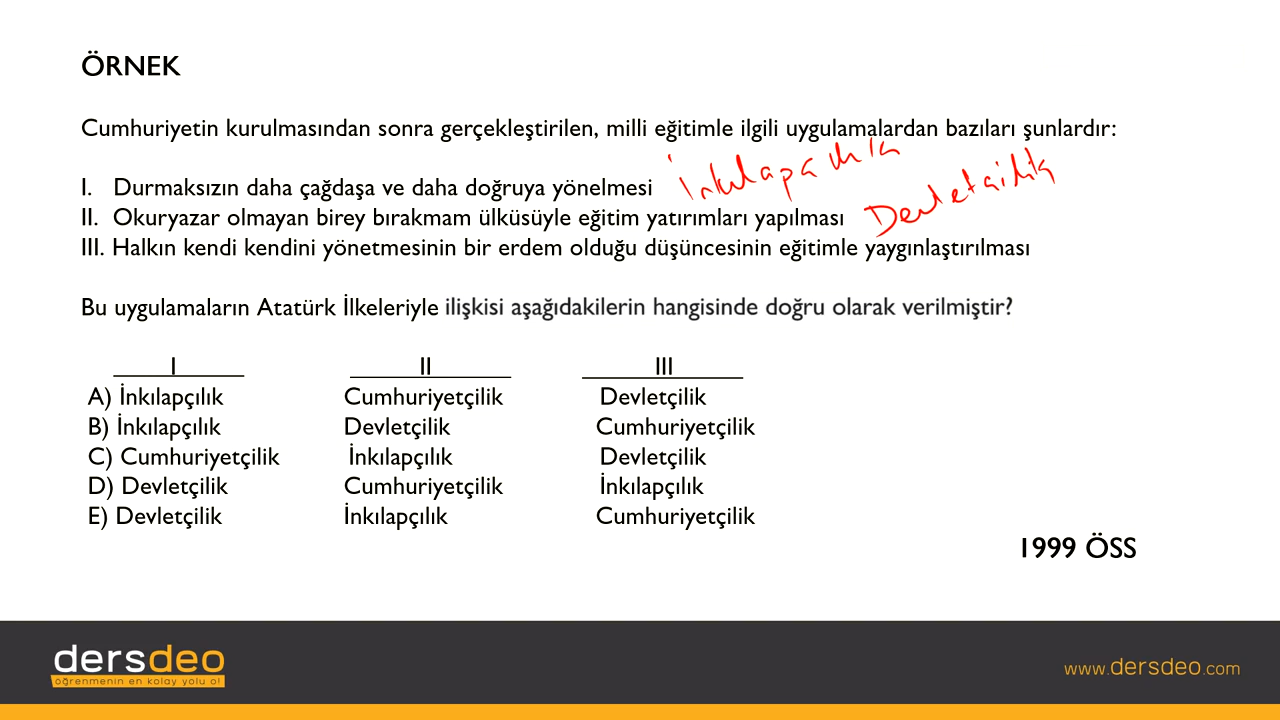 ÖRNEK
Cumhuriyetin kurulmasından sonra gerçekleştirilen, milli eğitimle ilgili uygulamalardan bazıları şunlardır:
I. Durmaksızın daha çağdaşa ve daha doğruya yönelmesi İnkılapçılık
II. Okuryazar olmayan birey bırakmam ülküsüyle eğitim yatırımları yapılması Devletçilik
III. Halkın kendi kendini yönetmesinin bir erdem olduğu düşüncesinin eğitimle yaygınlaştırılması
Bu uygulamaların Atatürk İlkeleriyle ilişkisi aşağıdakilerin hangisinde doğru olarak verilmiştir?
I II III
A) İnkılapçılık Cumhuriyetçilik Devletçilik
B) İnkılapçılık Devletçilik Cumhuriyetçilik
C) Cumhuriyetçilik İnkılapçılık Devletçilik
D) Devletçilik Cumhuriyetçilik İnkılapçılık
E) Devletçilik İnkılapçılık Cumhuriyetçilik
1999 ÖSS
dersdeo
öğrenmenin en kolay yolu o!
www.dersdeo.com